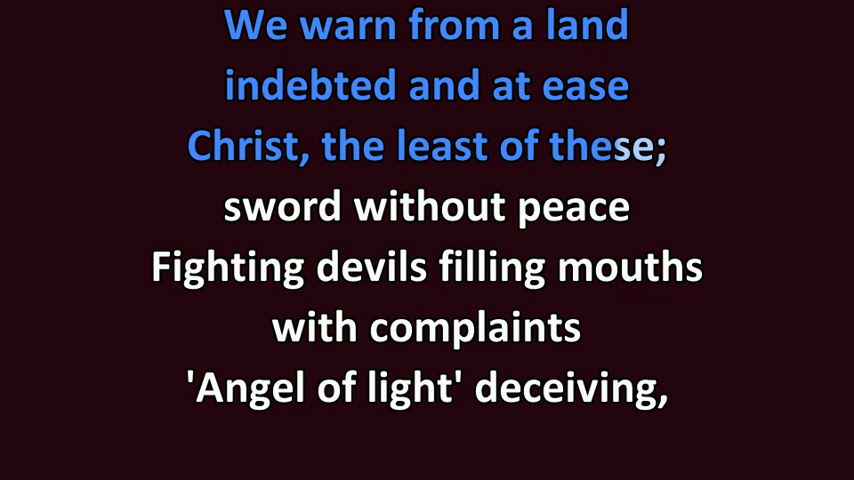 We warn from a land
indebted and at ease
Christ, the least of these;
sword without peace
Fighting devils filling mouths
with complaints
'Angel of light' deceiving,